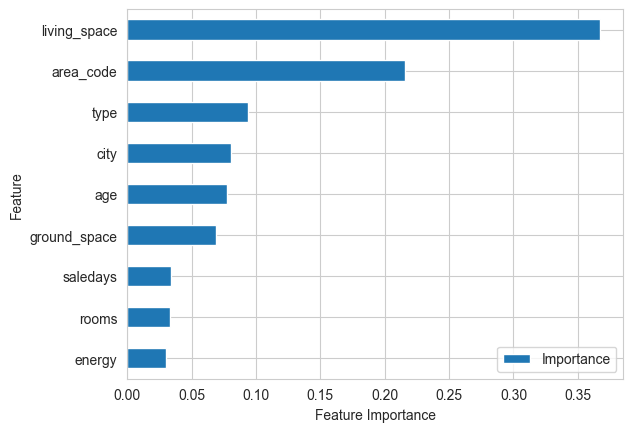 living_space
area_code
type
city
age
ground_space
saledays
rooms
energy
Feature
Importance
0.00 0.05 0.10 0.15 0.20 0.25 0.30 0.35
Feature Importance